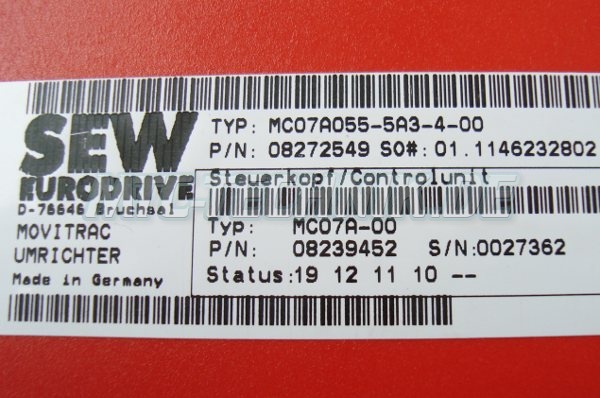 SEW
EURODRIVE
D-76646 Bruchsal
MOVITRAC
UMRICHTER
Made in Germany
TYP: MC07A055-5A3-4-00
P/N: 08272549 SO#: 01.1146232802
Steuerkopf/Controlunit
Typ: MC07A-00
P/N: 08239452 S/N:0027362
Status:19 12 11 10 --